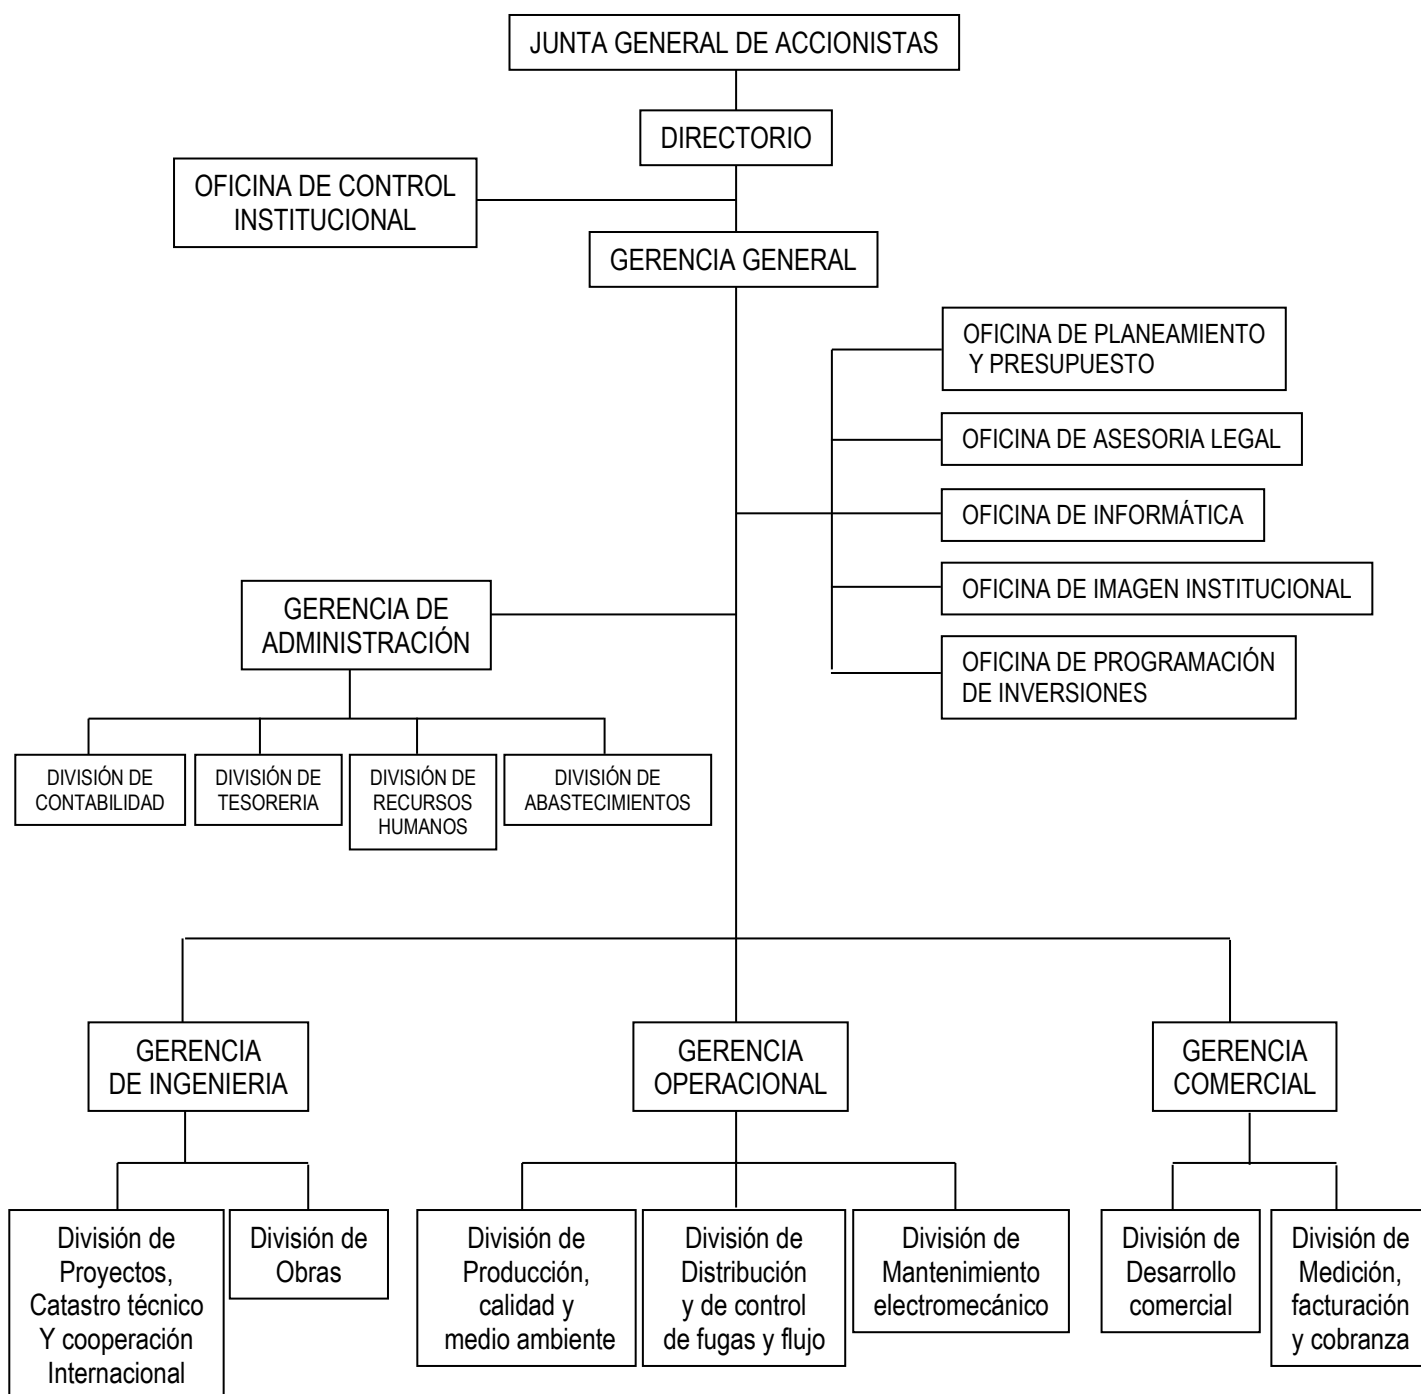 JUNTA GENERAL DE ACCIONISTAS
DIRECTORIO
OFICINA DE CONTROL
INSTITUCIONAL
GERENCIA GENERAL
OFICINA DE PLANEAMIENTO
Y PRESUPUESTO
OFICINA DE ASESORIA LEGAL
OFICINA DE INFORMÁTICA
OFICINA DE IMAGEN INSTITUCIONAL
OFICINA DE PROGRAMACIÓN
DE INVERSIONES
GERENCIA DE
ADMINISTRACIÓN
DIVISIÓN DE
CONTABILIDAD
DIVISIÓN DE
TESORERIA
DIVISIÓN DE
RECURSOS
HUMANOS
DIVISIÓN DE
ABASTECIMIENTOS
GERENCIA
DE INGENIERIA
GERENCIA
OPERACIONAL
GERENCIA
COMERCIAL
División de
Proyectos,
Catastro técnico
Y cooperación
Internacional
División de
Obras
División de
Producción,
calidad y
medio ambiente
División de
Distribución
y de control
de fugas y flujo
División de
Mantenimiento
electromecánico
División de
Desarrollo
comercial
División de
Medición,
facturación
y cobranza